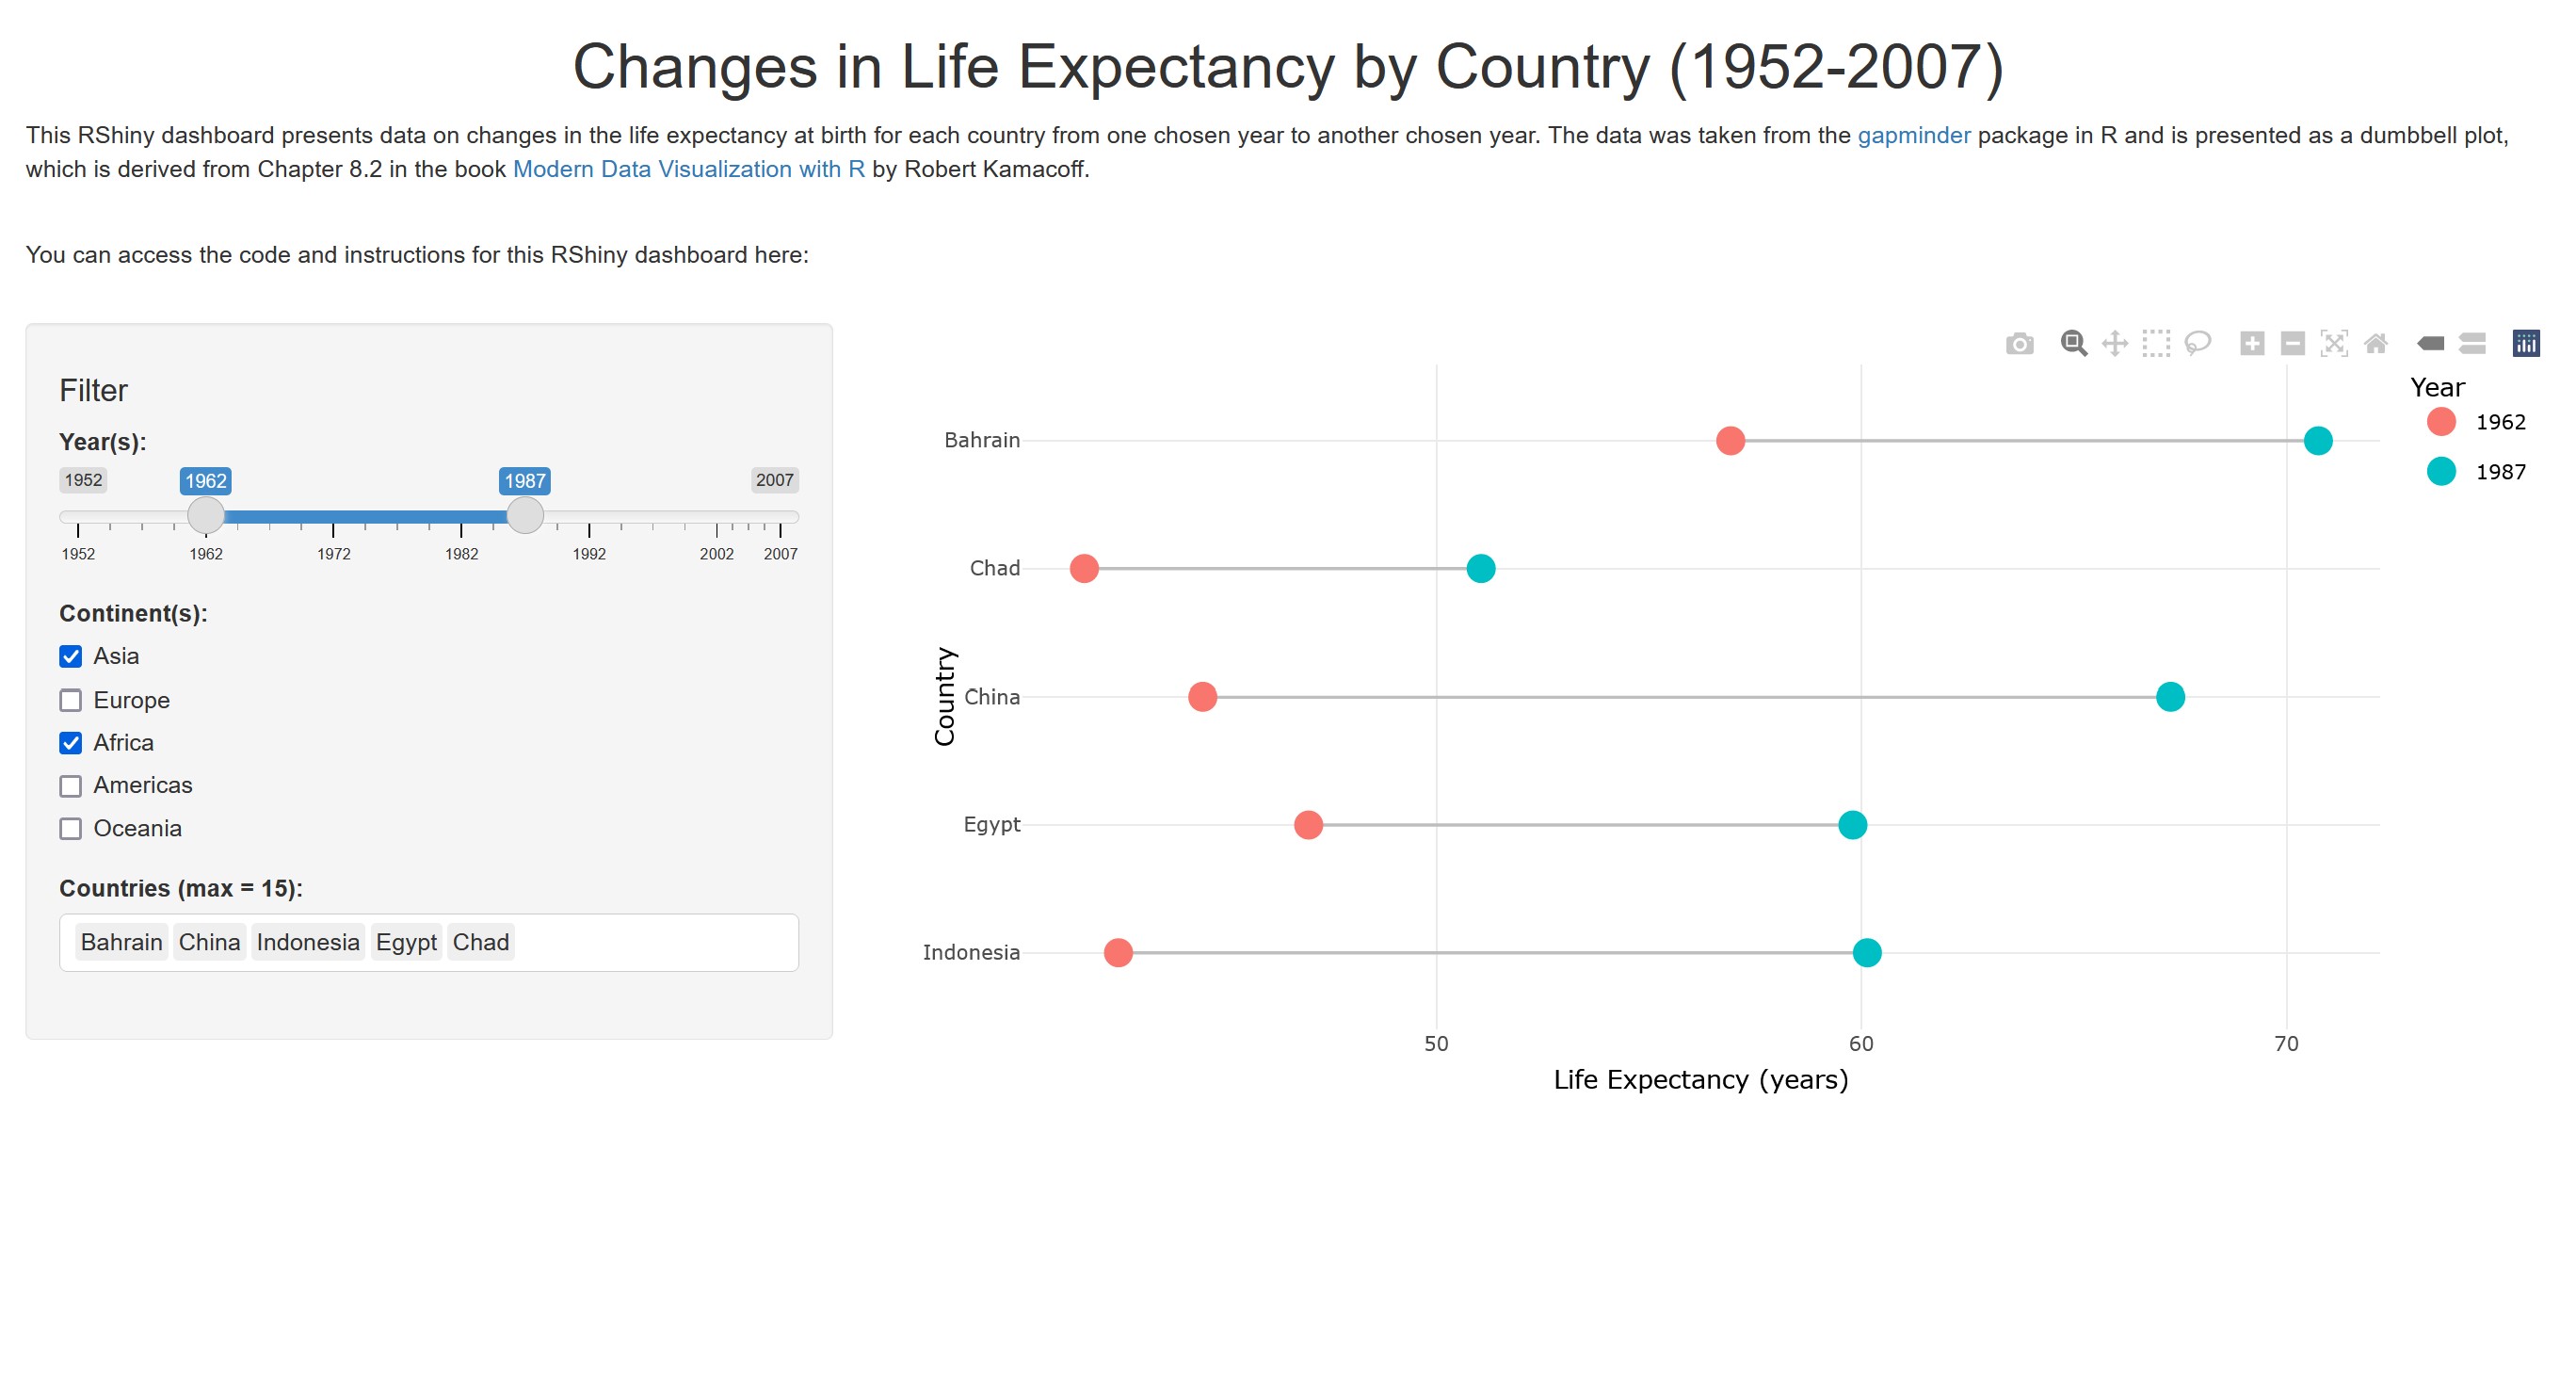 Changes in Life Expectancy by Country (1952-2007)
This RShiny dashboard presents data on changes in the life expectancy at birth for each country from one chosen year to another chosen year. The data was taken from the gapminder package in R and is presented as a dumbbell plot,
which is derived from Chapter 8.2 in the book Modern Data Visualization with R by Robert Kamacoff.
You can access the code and instructions for this RShiny dashboard here:
Filter
Year(s):
1952 1962 1987 2007
1952 1962 1972 1982 1992 2002 2007
Continent(s):
Asia
Europe
Africa
Americas
Oceania
Countries (max = 15):
Bahrain China Indonesia Egypt Chad
Year
1962
1987
Country
Bahrain
Chad
China
Egypt
Indonesia
50 60 70
Life Expectancy (years)